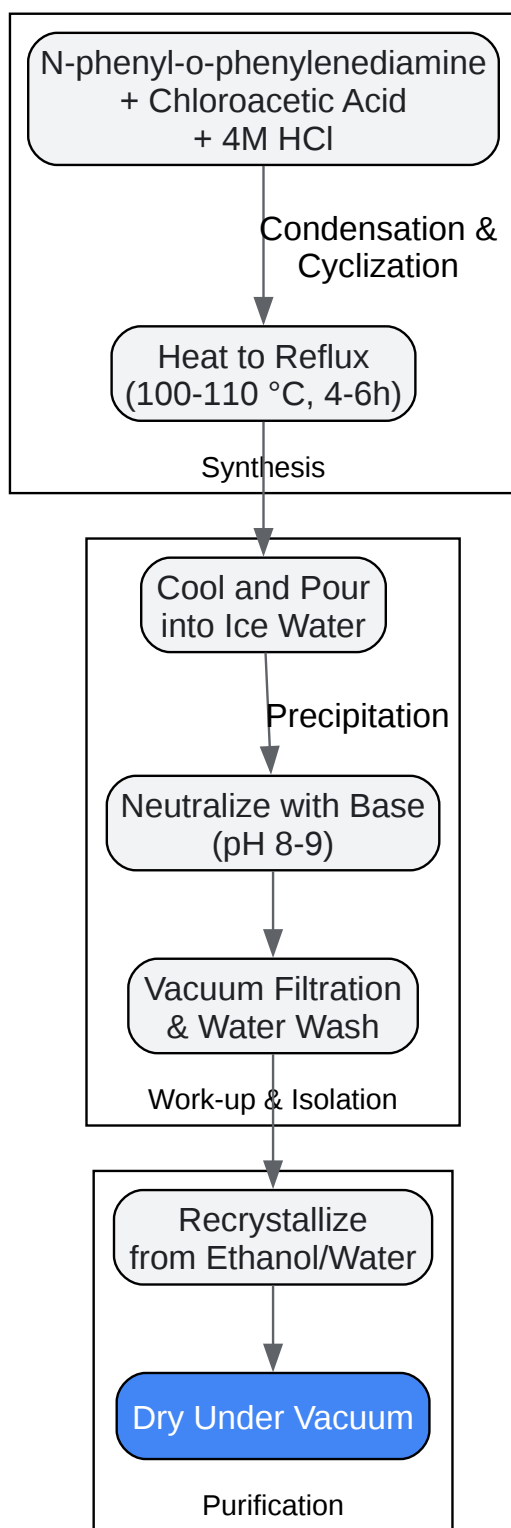 N-phenyl-o-phenylenediamine
+ Chloroacetic Acid
+ 4M HCl
Condensation &
Cyclization
Heat to Reflux
(100-110 °C, 4-6h)
Synthesis
Cool and Pour
into Ice Water
Precipitation
Neutralize with Base
(pH 8-9)
Vacuum Filtration
& Water Wash
Work-up & Isolation
Recrystallize
from Ethanol/Water
Dry Under Vacuum
Purification